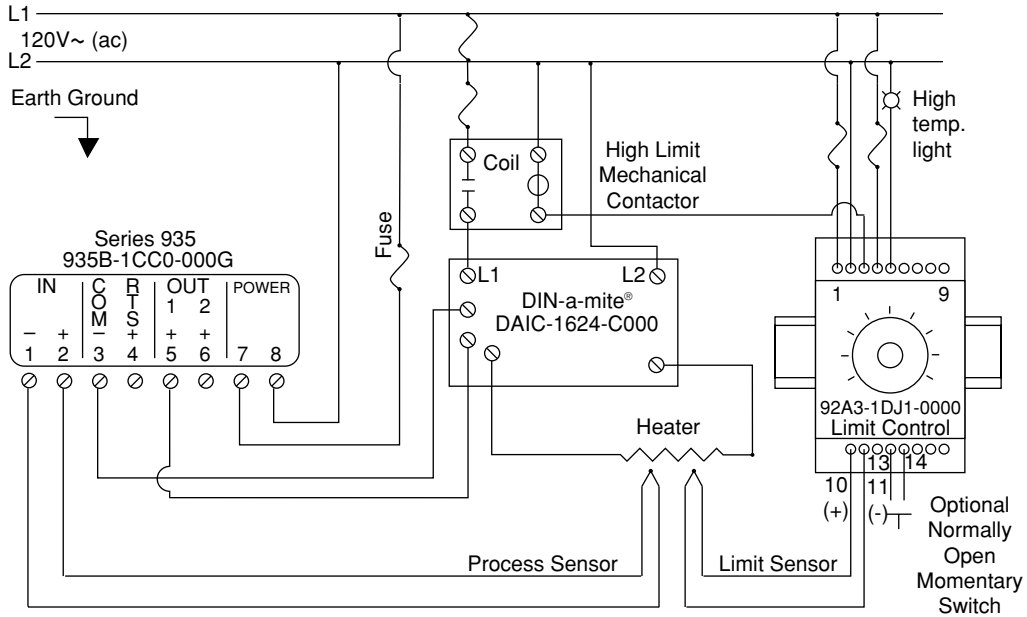 L1
120V~ (ac)
L2
Earth Ground
High
temp.
light
Coil
High Limit
Mechanical
Contactor
Fuse
Series 935
935B-1CC0-000G
IN
COM
RTS
OUT
1 2
POWER
– + – + + +
1 2 3 4 5 6 7 8
L1
L2
DIN-a-mite®
DAIC-1624-C000
1
9
92A3-1DJ1-0000
Limit Control
13 14
10
(+)
11
(-)
Heater
Optional
Normally
Open
Momentary
Switch
Process Sensor
Limit Sensor